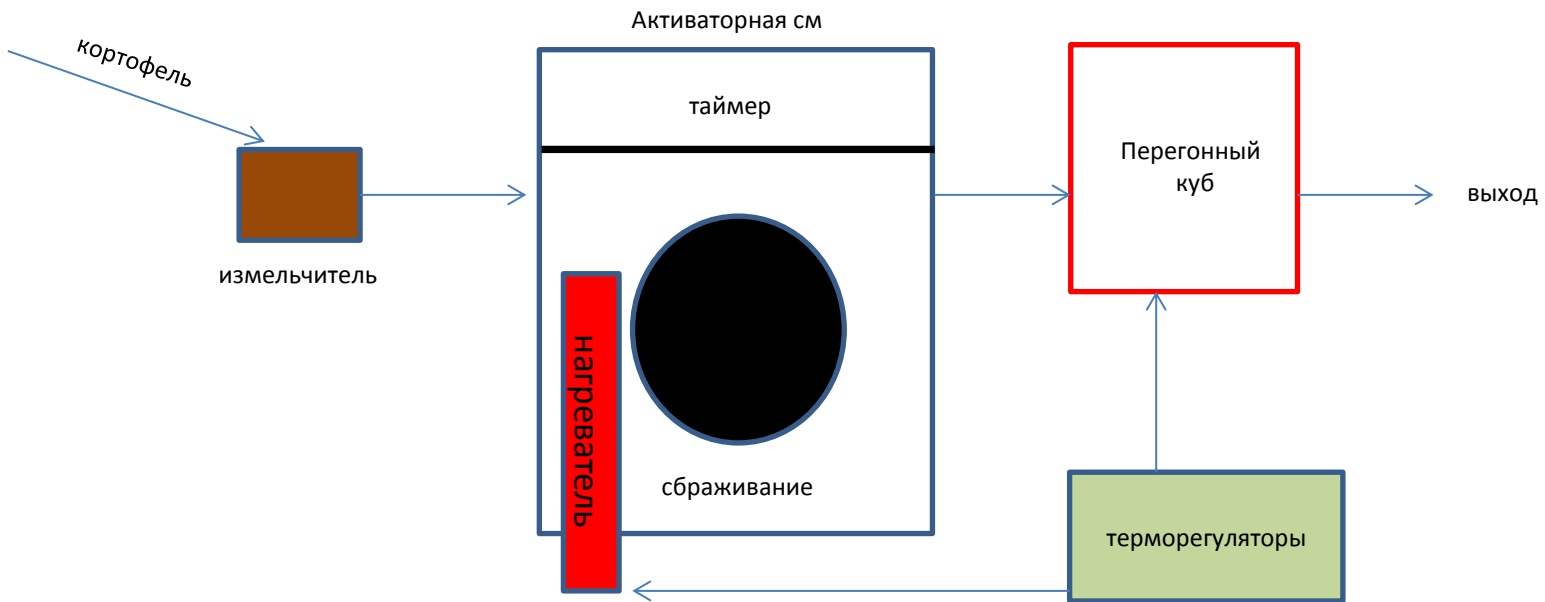 Активаторная см
кортофель
таймер
Перегонный
куб
выход
измельчитель
нагреватель
сбраживание
терморегуляторы